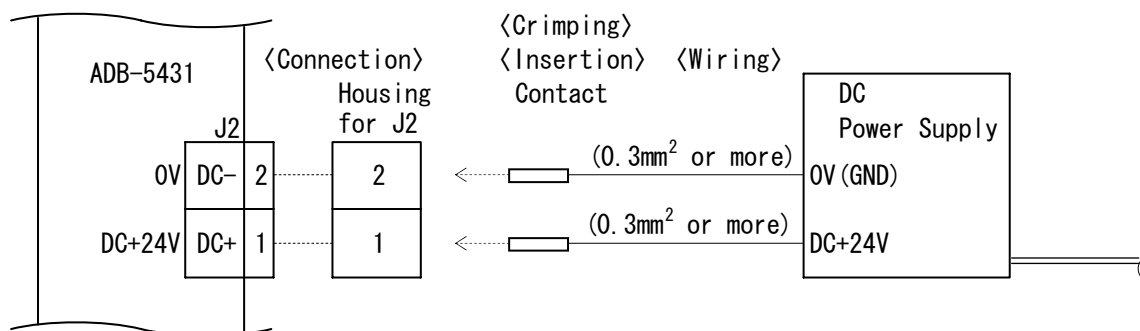 〈Crimping〉
ADB-5431 〈Connection〉 〈Insertion〉 〈Wiring〉
Housing Contact DC
J2 for J2 Power Supply
0V DC- 2 2 (0.3mm² or more) 0V(GND)
DC+24V DC+ 1 1 (0.3mm² or more) DC+24V